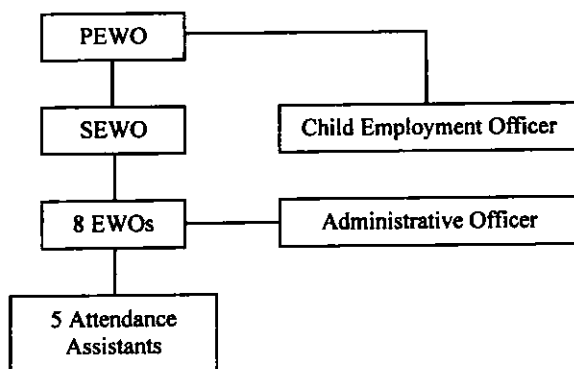 PEWO
SEWO
Child Employment Officer
8 EWOs
Administrative Officer
5 Attendance
Assistants